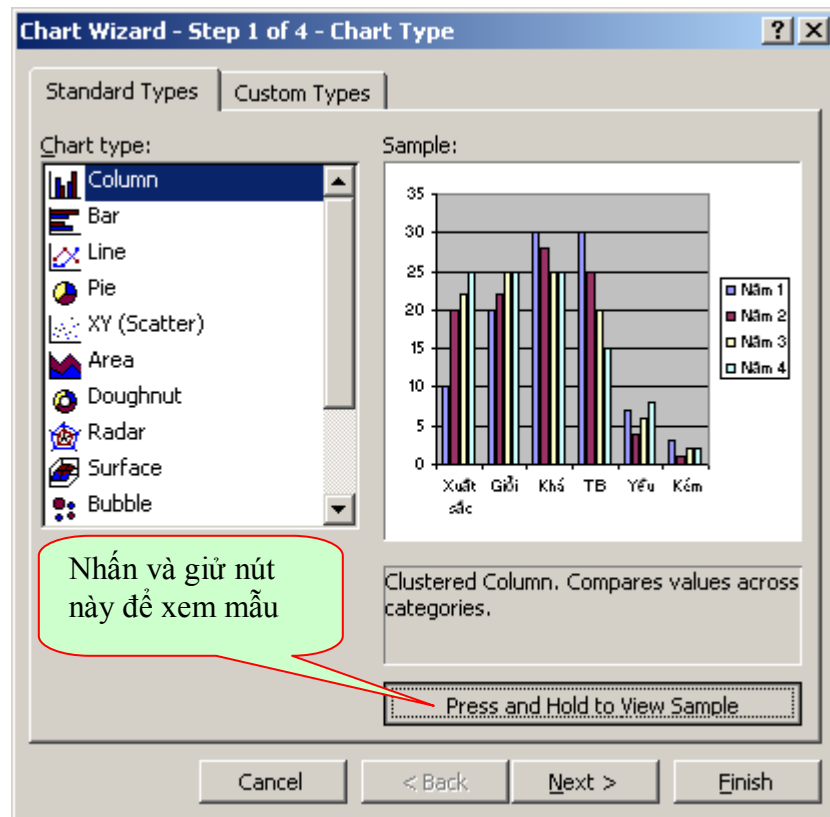 Chart Wizard - Step 1 of 4 - Chart Type
Standard Types
Custom Types
Chart type:
Column
Bar
Line
Pie
XY (Scatter)
Area
Doughnut
Radar
Surface
Bubble
Sample:
35
30
25
20
15
10
5
0
Xuất sắc
Giỏi
Khá
TB
Yếu
Kém
Năm 1
Năm 2
Năm 3
Năm 4
Nhấn và giử nút
này để xem mẫu
Clustered Column. Compares values across
categories.
Press and Hold to View Sample
Cancel
< Back
Next >
Finish